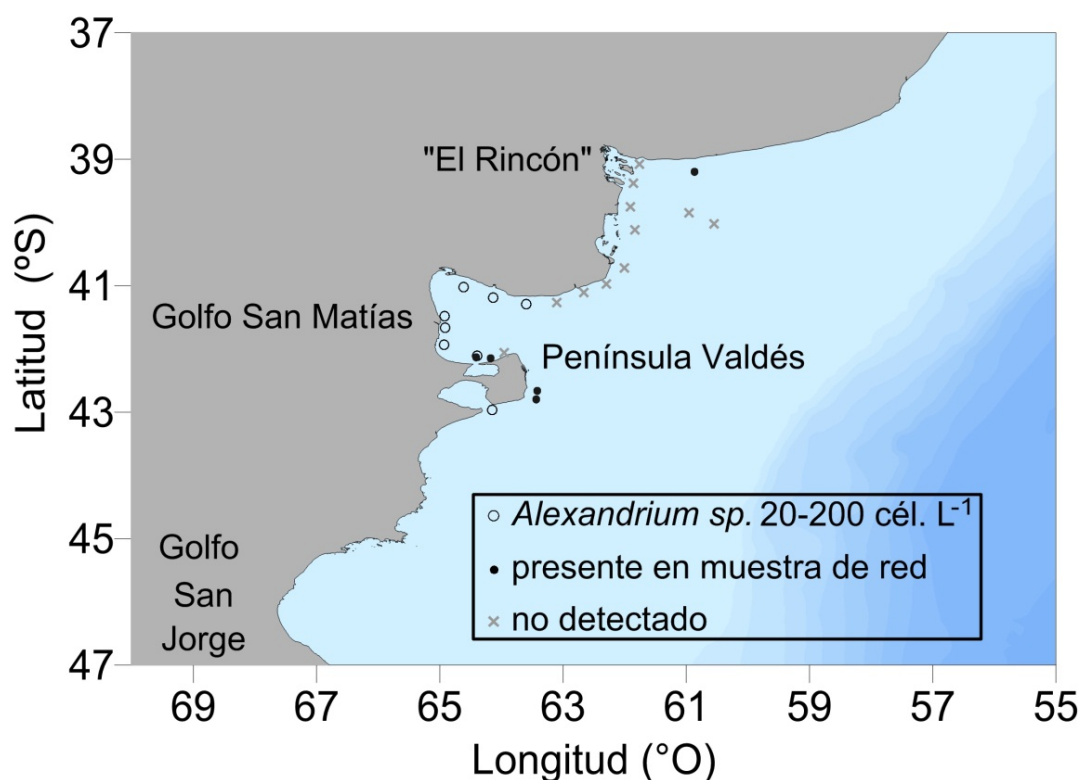 37
39
41
43
45
47
Latitud (ºS)
"El Rincón"
Golfo San Matías
Península Valdés
Golfo
San
Jorge
Alexandrium sp. 20-200 cél. L-1
presente en muestra de red
no detectado
69 67 65 63 61 59 57 55
Longitud (°O)